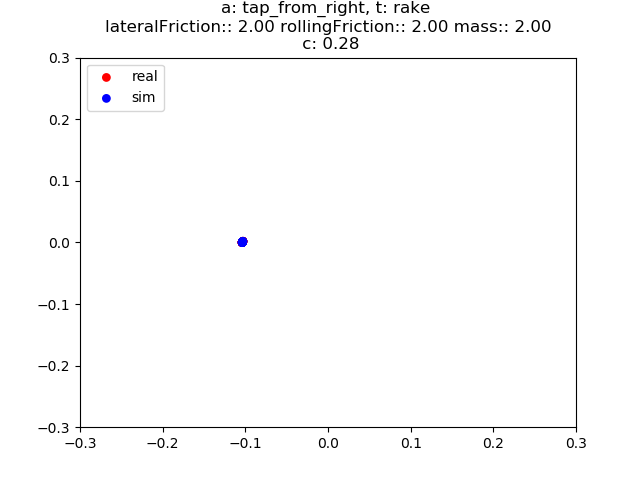 a: tap_from_right, t: rake
lateralFriction:: 2.00 rollingFriction:: 2.00 mass:: 2.00
c: 0.28
real
sim
0.3
0.2
0.1
0.0
−0.1
−0.2
−0.3
−0.3 −0.2 −0.1 0.0 0.1 0.2 0.3